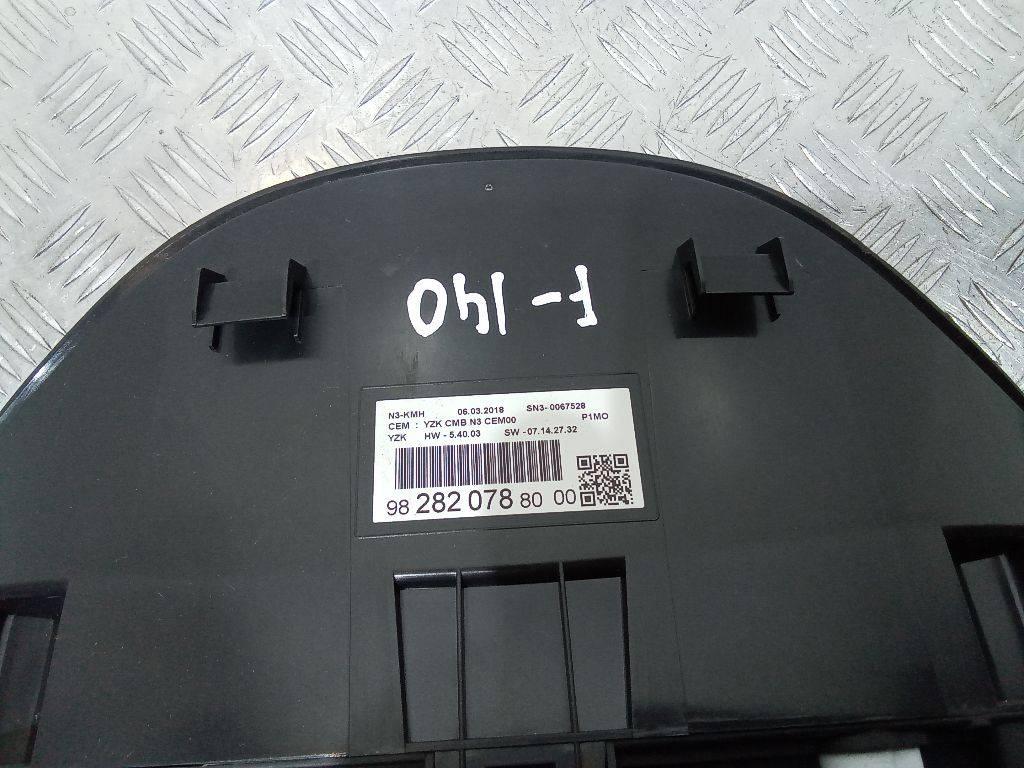 F-140
N3-KMH 06.03.2018 SN3- 0067528
CEM : YZK CMB N3 CEM00 P1MO
YZK HW - 5.40.03 SW -07.14.27.32
98 282 078 80 00